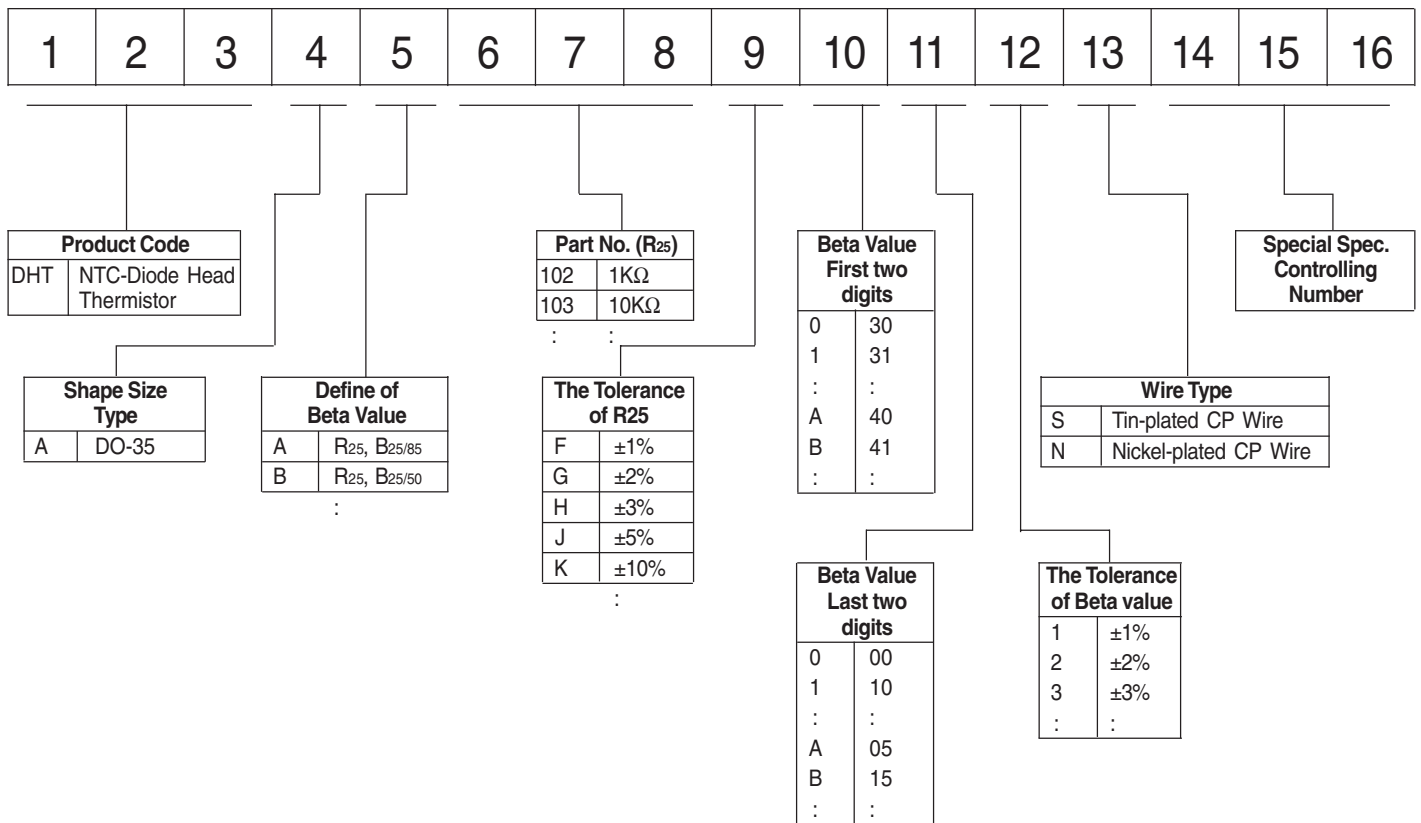 1 2 3 4 5 6 7 8 9 10 11 12 13 14 15 16
Product Code
DHT NTC-Diode Head
Thermistor
Shape Size
Type
A DO-35
Define of
Beta Value
A R25, B25/85
B R25, B25/50
:
Part No. (R25)
102 1KΩ
103 10KΩ
: :
The Tolerance
of R25
F ±1%
G ±2%
H ±3%
J ±5%
K ±10%
:
Beta Value
First two
digits
0 30
1 31
: :
A 40
B 41
: :
Beta Value
Last two
digits
0 00
1 10
: :
A 05
B 15
: :
The Tolerance
of Beta value
1 ±1%
2 ±2%
3 ±3%
: :
Wire Type
S Tin-plated CP Wire
N Nickel-plated CP Wire
Special Spec.
Controlling
Number